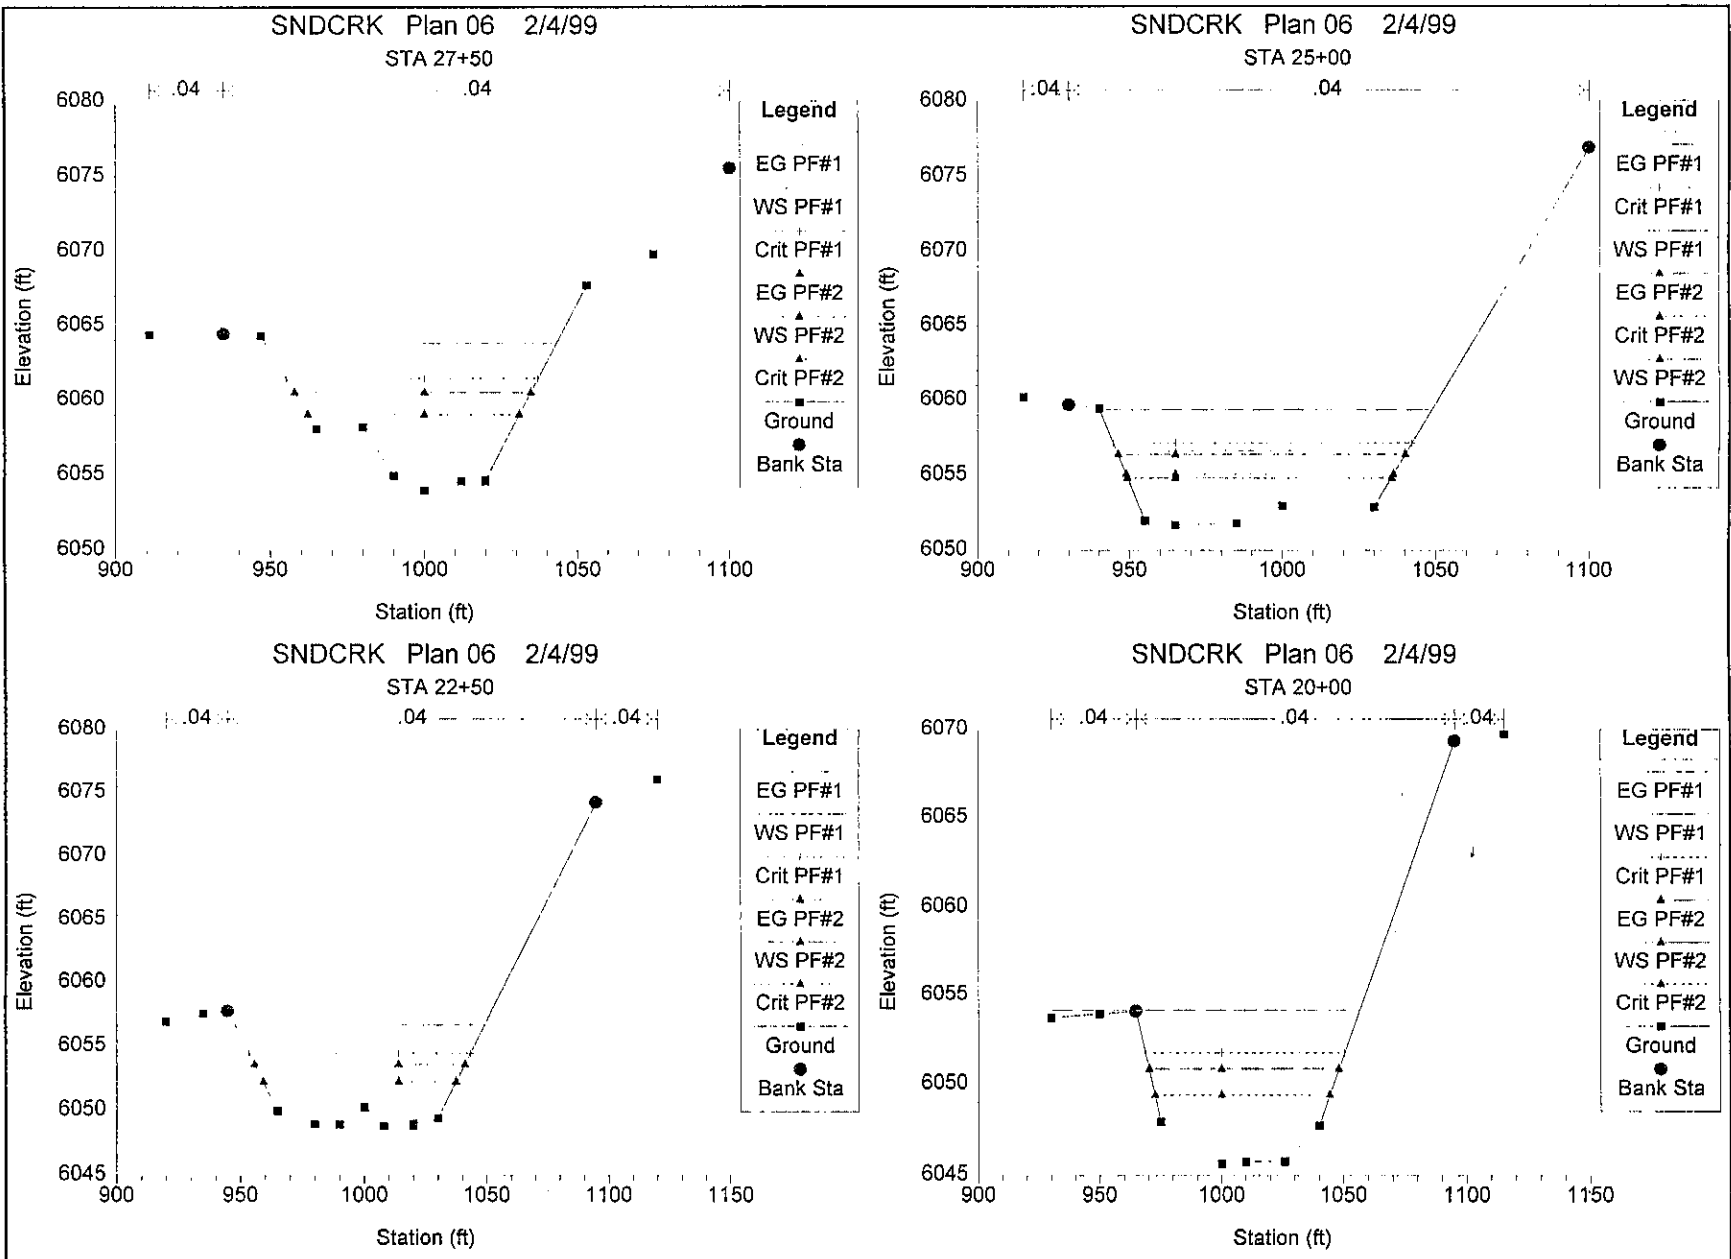 SNDCRK Plan 06 2/4/99
STA 27+50
.04 .04
6080
6075
6070
6065
6060
6055
6050
Elevation (ft)
900 950 1000 1050 1100
Station (ft)
Legend
EG PF#1
WS PF#1
Crit PF#1
EG PF#2
WS PF#2
Crit PF#2
Ground
Bank Sta
SNDCRK Plan 06 2/4/99
STA 25+00
.04 .04
6080
6075
6070
6065
6060
6055
6050
Elevation (ft)
900 950 1000 1050 1100
Station (ft)
Legend
EG PF#1
Crit PF#1
WS PF#1
EG PF#2
Crit PF#2
WS PF#2
Ground
Bank Sta
SNDCRK Plan 06 2/4/99
STA 22+50
.04 .04 .04
6080
6075
6070
6065
6060
6055
6050
6045
Elevation (ft)
900 950 1000 1050 1100 1150
Station (ft)
Legend
EG PF#1
WS PF#1
Crit PF#1
EG PF#2
WS PF#2
Crit PF#2
Ground
Bank Sta
SNDCRK Plan 06 2/4/99
STA 20+00
.04 .04 .04
6070
6065
6060
6055
6050
6045
Elevation (ft)
900 950 1000 1050 1100 1150
Station (ft)
Legend
EG PF#1
WS PF#1
Crit PF#1
EG PF#2
WS PF#2
Crit PF#2
Ground
Bank Sta